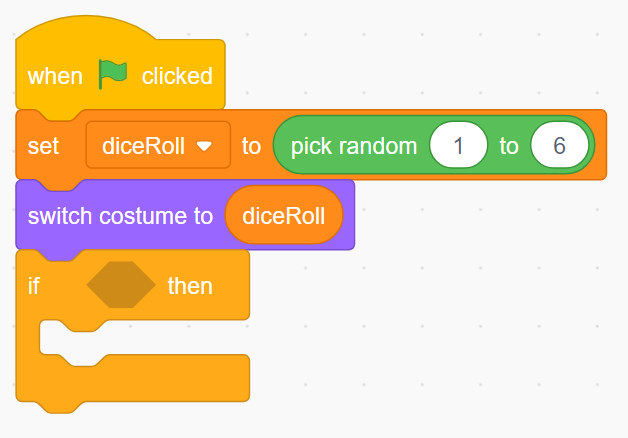 when clicked
set diceRoll to pick random 1 to 6
switch costume to diceRoll
if then